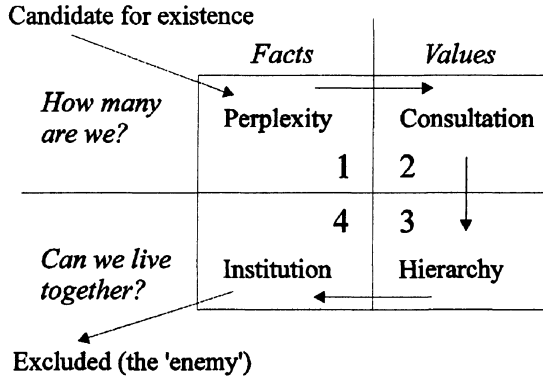 Candidate for existence
Facts
Values
How many
are we?
Perplexity
Consultation
1
2
4
3
Can we live
together?
Institution
Hierarchy
Excluded (the 'enemy')